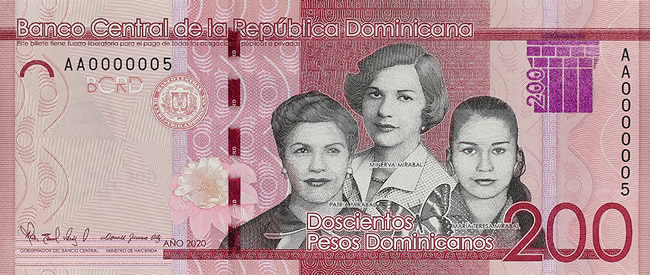 Banco Central de la República Dominicana
Este billete tiene fuerza liberatoria para el pago de todas las obligaciones públicas o privadas
AA0000005
BCRD
200
AA0000005
MINERVA MIRABAL
PATRIA MIRABAL
MARÍA TERESA MIRABAL
Doscientos
Pesos Dominicanos
200
AÑO 2020
GOBERNADOR DEL BANCO CENTRAL
MINISTRO DE HACIENDA